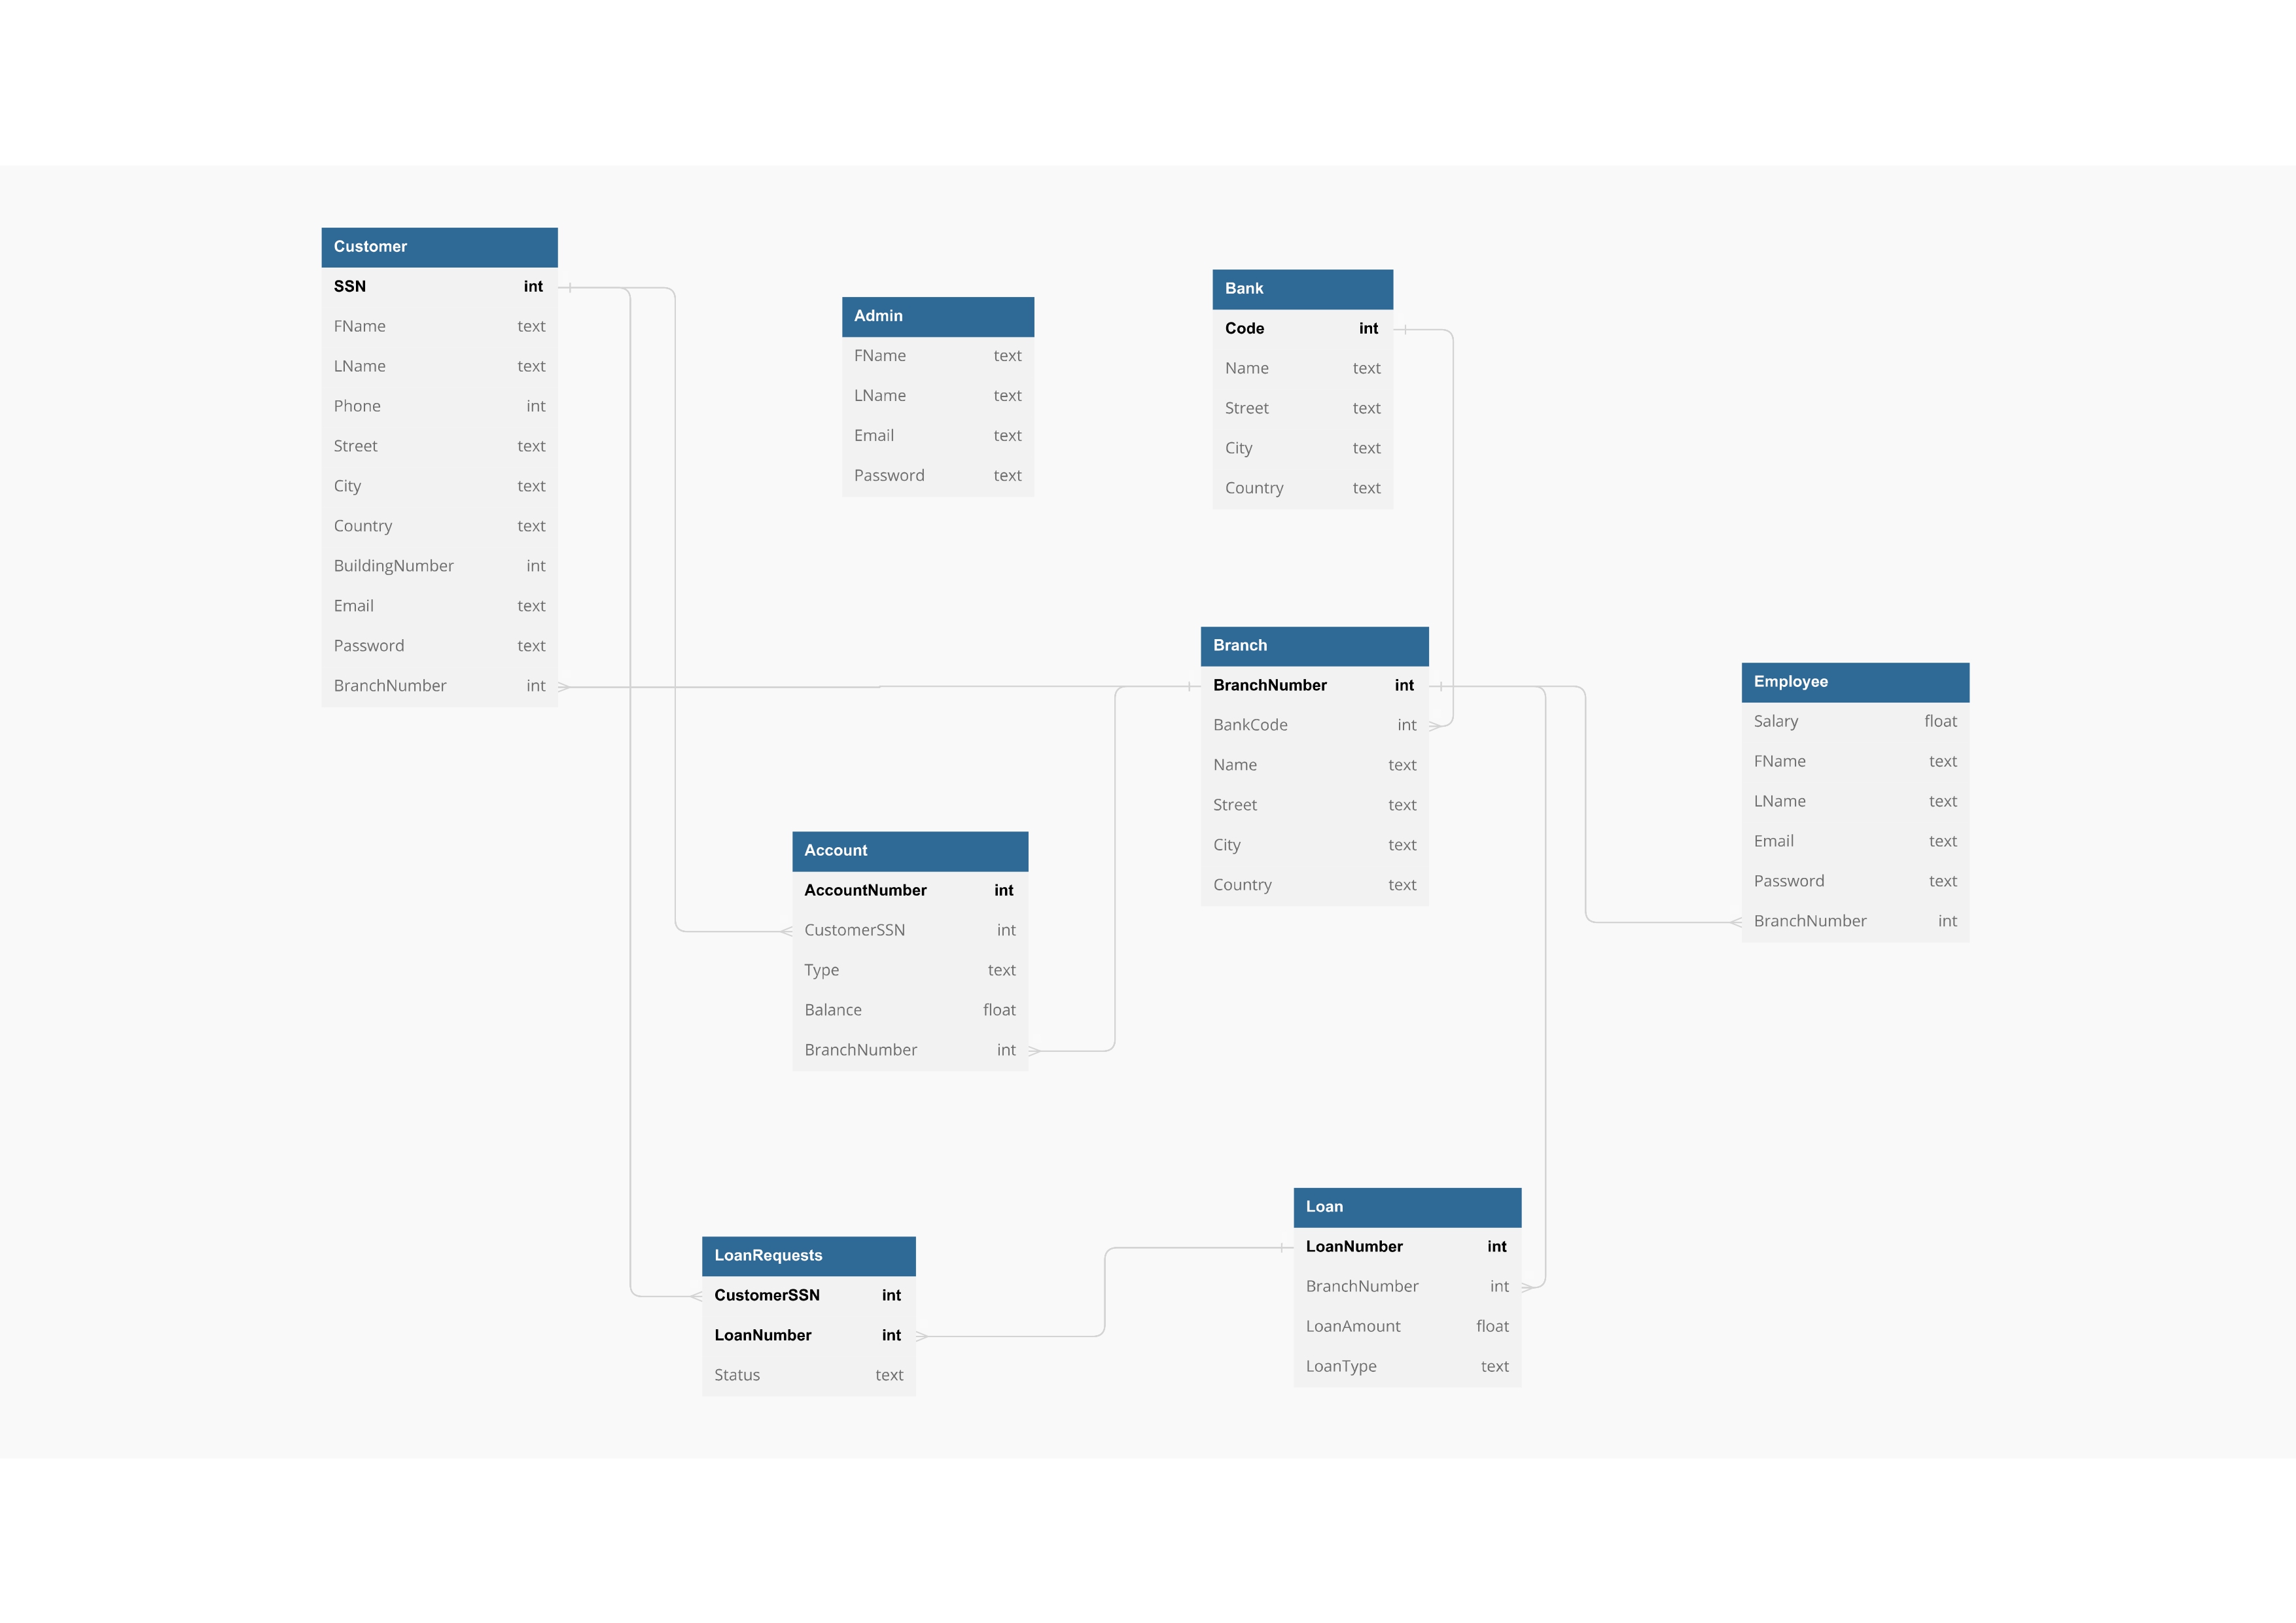 Customer
SSN int
FName text
LName text
Phone int
Street text
City text
Country text
BuildingNumber int
Email text
Password text
BranchNumber int
Admin
FName text
LName text
Email text
Password text
Bank
Code int
Name text
Street text
City text
Country text
Branch
BranchNumber int
BankCode int
Name text
Street text
City text
Country text
Employee
Salary float
FName text
LName text
Email text
Password text
BranchNumber int
Account
AccountNumber int
CustomerSSN int
Type text
Balance float
BranchNumber int
LoanRequests
CustomerSSN int
LoanNumber int
Status text
Loan
LoanNumber int
BranchNumber int
LoanAmount float
LoanType text